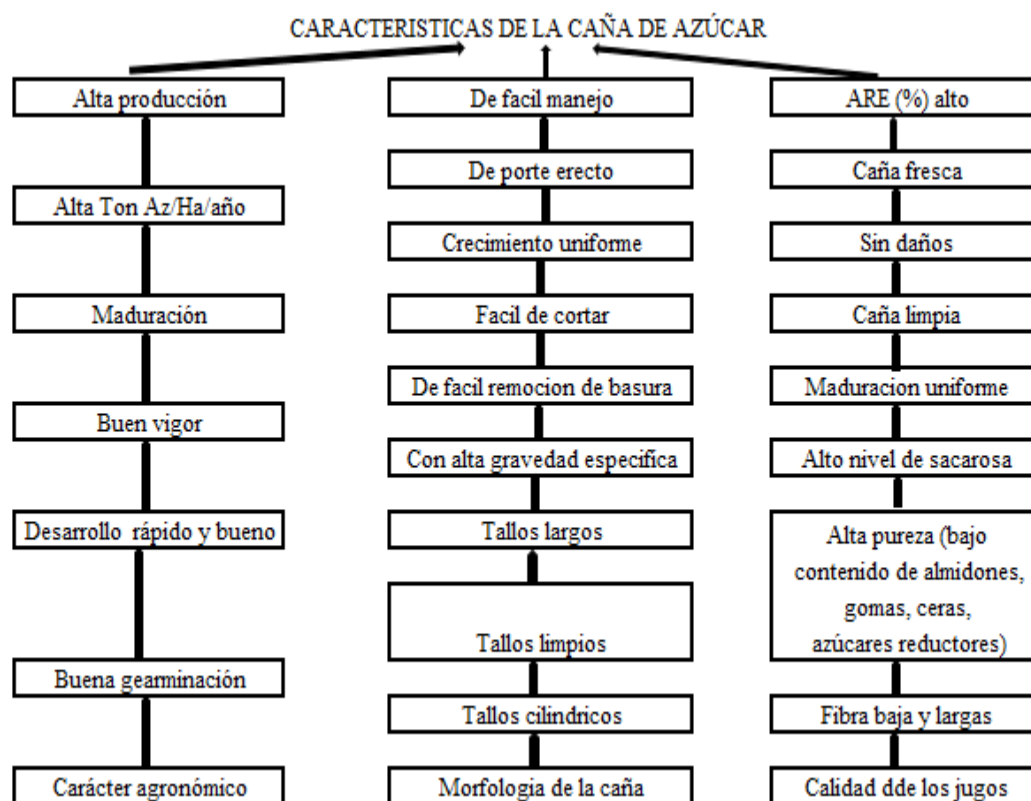 CARACTERISTICAS DE LA CAÑA DE AZÚCAR
Alta producción
Alta Ton Az/Ha/año
Maduración
Buen vigor
Desarrollo rápido y bueno
Buena gearminación
Carácter agronómico
De facil manejo
De porte erecto
Crecimiento uniforme
Facil de cortar
De facil remocion de basura
Con alta gravedad especifica
Tallos largos
Tallos limpios
Tallos cilindricos
Morfologia de la caña
ARE (%) alto
Caña fresca
Sin daños
Caña limpia
Maduracion uniforme
Alto nivel de sacarosa
Alta pureza (bajo
contenido de almidones,
gomas, ceras,
azúcares reductores)
Fibra baja y largas
Calidad dde los jugos